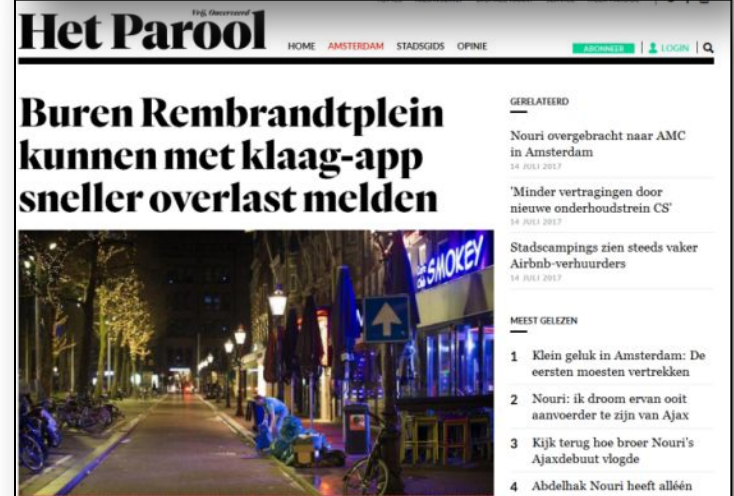 Vrij, Onverveerd
Het Parool
HOME AMSTERDAM STADSGIDS OPINIE
ABONNEER LOGIN
Buren Rembrandtplein
kunnen met klaag-app
sneller overlast melden
SMOKEY
GERELATEERD
Nouri overgebracht naar AMC
in Amsterdam
14 JULI 2017
'Minder vertragingen door
nieuwe onderhoudstrein CS'
14 JULI 2017
Stadscampings zien steeds vaker
Airbnb-verhuurders
14 JULI 2017
MEEST GELEZEN
1 Klein geluk in Amsterdam: De
eersten moesten vertrekken
2 Nouri: ik droom ervan ooit
aanvoerder te zijn van Ajax
3 Kijk terug hoe broer Nouri's
Ajaxdebuut vlogde
4 Abdelhak Nouri heeft alléén